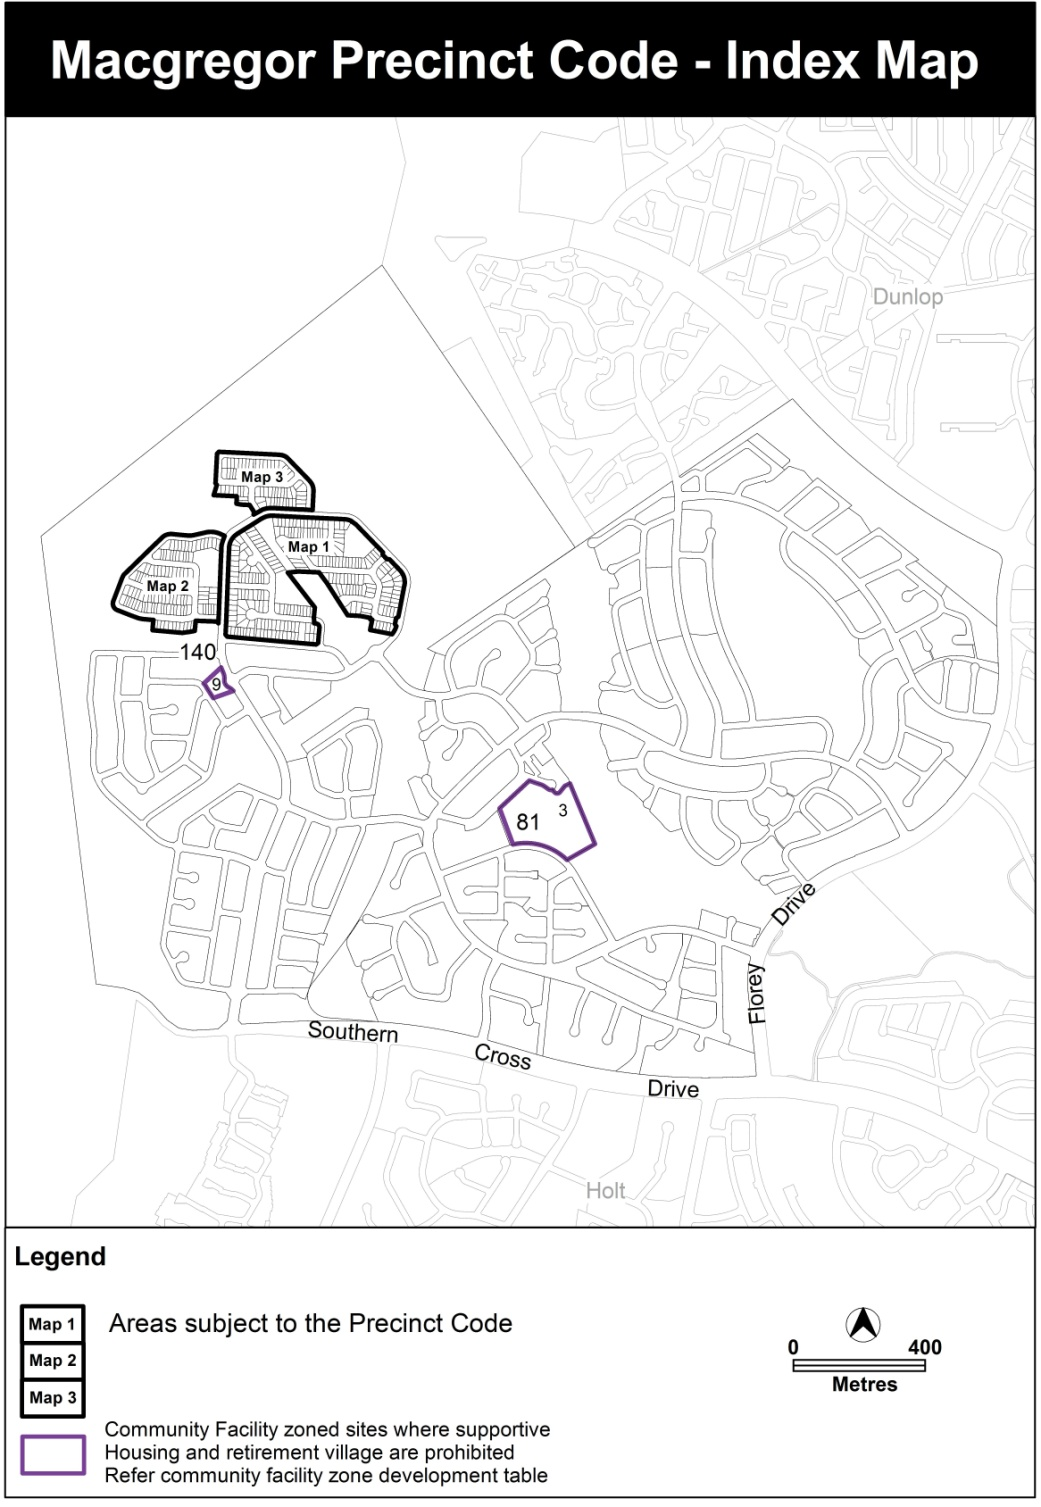 Macgregor Precinct Code - Index Map
Dunlop
Map 3
Map 1
Map 2
140
9
81
3
Drive
Florey
Southern
Cross
Drive
Holt
Legend
Map 1
Areas subject to the Precinct Code
Map 2
Map 3
0 400
Metres
Community Facility zoned sites where supportive
Housing and retirement village are prohibited
Refer community facility zone development table